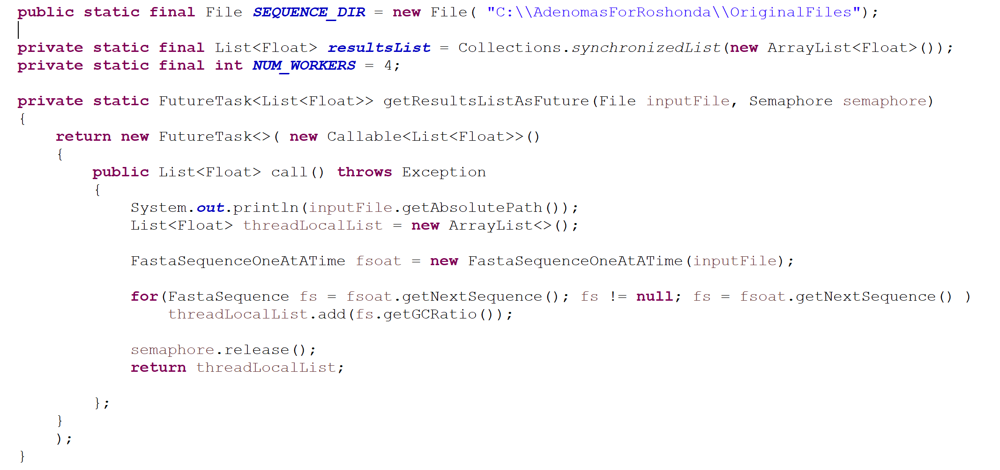 public static final File SEQUENCE_DIR = new File( "C:\\AdenomasForRoshonda\\OriginalFiles");
private static final List<Float> resultsList = Collections.synchronizedList(new ArrayList<Float>());
private static final int NUM_WORKERS = 4;
private static FutureTask<List<Float>> getResultsListAsFuture(File inputFile, Semaphore semaphore)
{
return new FutureTask<>( new Callable<List<Float>>()
{
public List<Float> call() throws Exception
{
System.out.println(inputFile.getAbsolutePath());
List<Float> threadLocalList = new ArrayList<>();
FastaSequenceOneAtATime fsoat = new FastaSequenceOneAtATime(inputFile);
for(FastaSequence fs = fsoat.getNextSequence(); fs != null; fs = fsoat.getNextSequence() )
threadLocalList.add(fs.getGCRatio());
semaphore.release();
return threadLocalList;
};
}
);
}